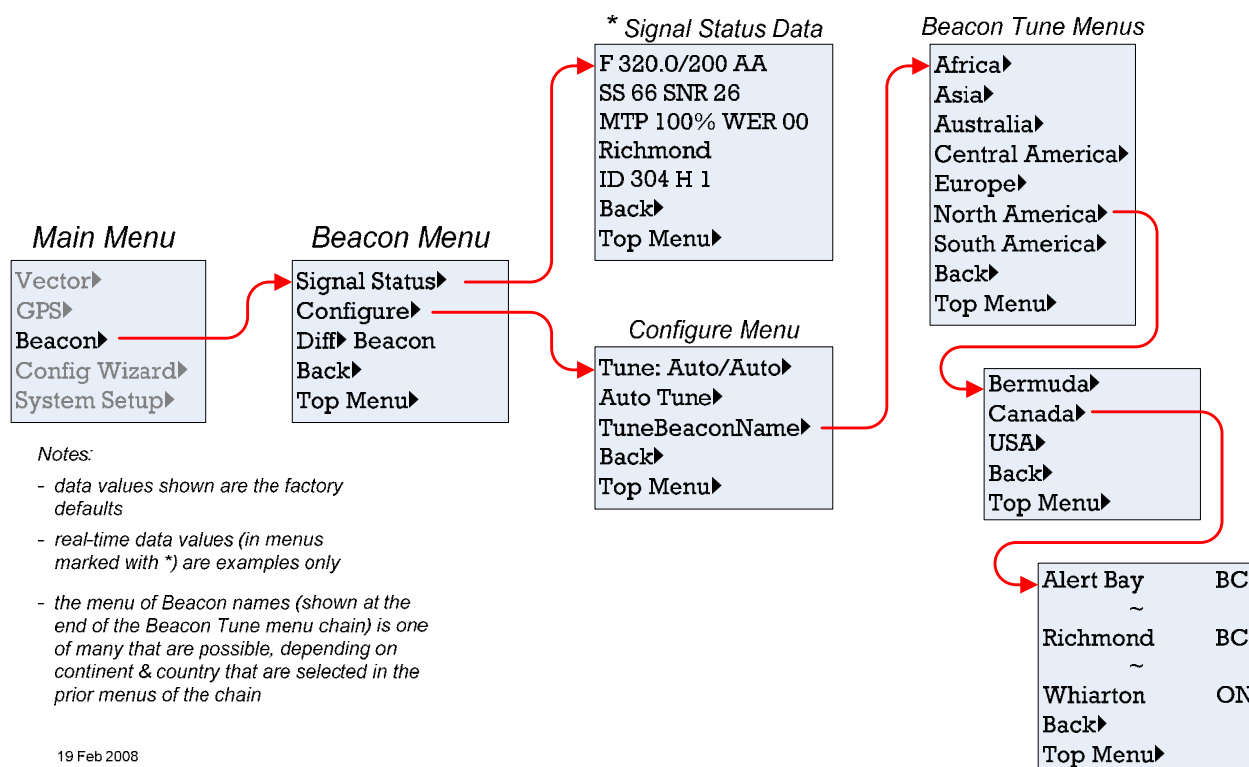 * Signal Status Data
F 320.0/200 AA
SS 66 SNR 26
MTP 100% WER 00
Richmond
ID 304 H 1
Back▶
Top Menu▶
Beacon Tune Menus
Africa▶
Asia▶
Australia▶
Central America▶
Europe▶
North America▶
South America▶
Back▶
Top Menu▶
Main Menu
Vector▶
GPS▶
Beacon▶
Config Wizard▶
System Setup▶
Beacon Menu
Signal Status▶
Configure▶
Diff▶ Beacon
Back▶
Top Menu▶
Configure Menu
Tune: Auto/Auto▶
Auto Tune▶
TuneBeaconName▶
Back▶
Top Menu▶
Bermuda▶
Canada▶
USA▶
Back▶
Top Menu▶
Alert Bay BC
~
Richmond BC
~
Whiarton ON
Back▶
Top Menu▶
Notes:
- data values shown are the factory
defaults
- real-time data values (in menus
marked with *) are examples only
- the menu of Beacon names (shown at the
end of the Beacon Tune menu chain) is one
of many that are possible, depending on
continent & country that are selected in the
prior menus of the chain
19 Feb 2008